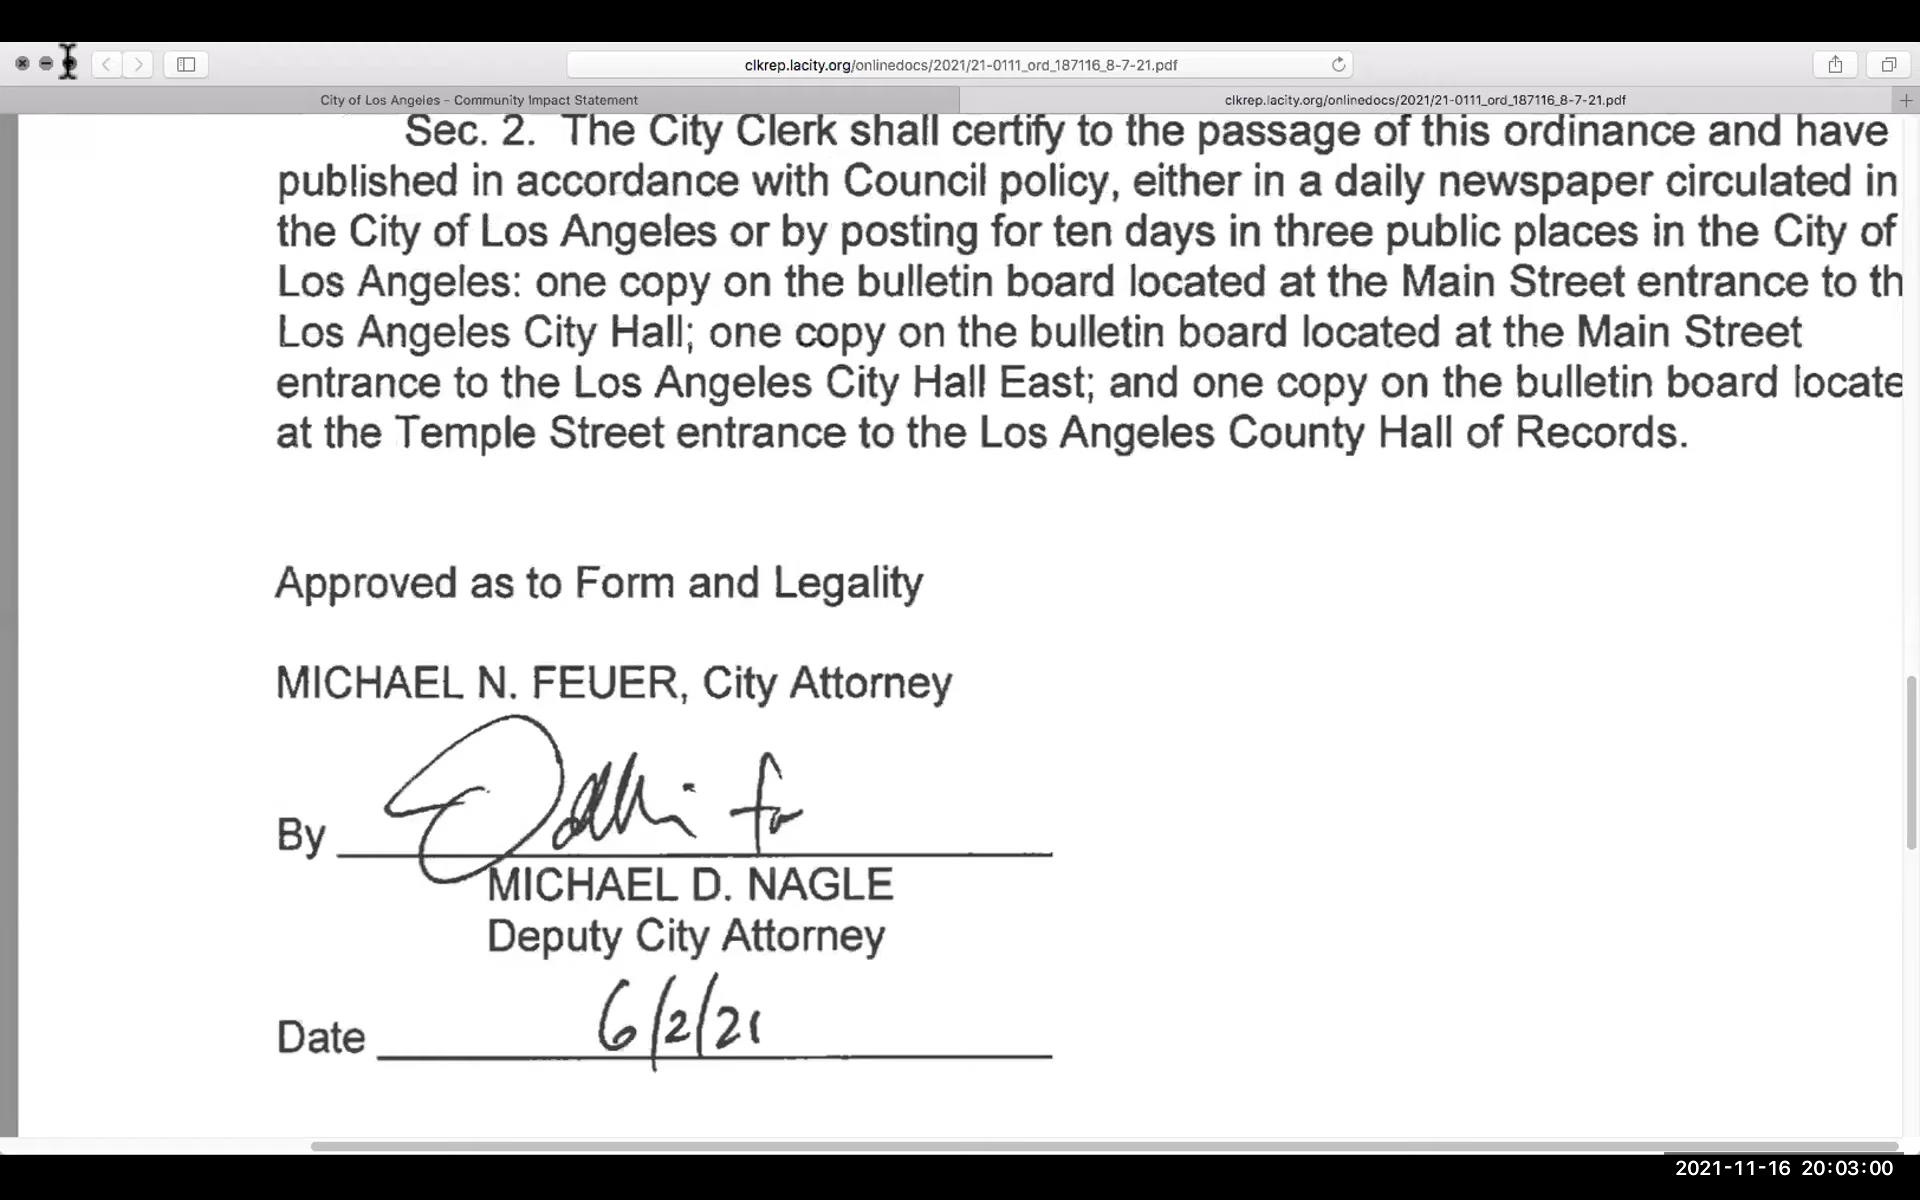 clkrep.lacity.org/onlinedocs/2021/21-0111_ord_187116_8-7-21.pdf
City of Los Angeles - Community Impact Statement
clkrep.lacity.org/onlinedocs/2021/21-0111_ord_187116_8-7-21.pdf
Sec. 2. The City Clerk shall certify to the passage of this ordinance and have
published in accordance with Council policy, either in a daily newspaper circulated in
the City of Los Angeles or by posting for ten days in three public places in the City of
Los Angeles: one copy on the bulletin board located at the Main Street entrance to th
Los Angeles City Hall; one copy on the bulletin board located at the Main Street
entrance to the Los Angeles City Hall East; and one copy on the bulletin board locate
at the Temple Street entrance to the Los Angeles County Hall of Records.
Approved as to Form and Legality
MICHAEL N. FEUER, City Attorney
By
MICHAEL D. NAGLE
Deputy City Attorney
Date 6/2/21
2021-11-16 20:03:00